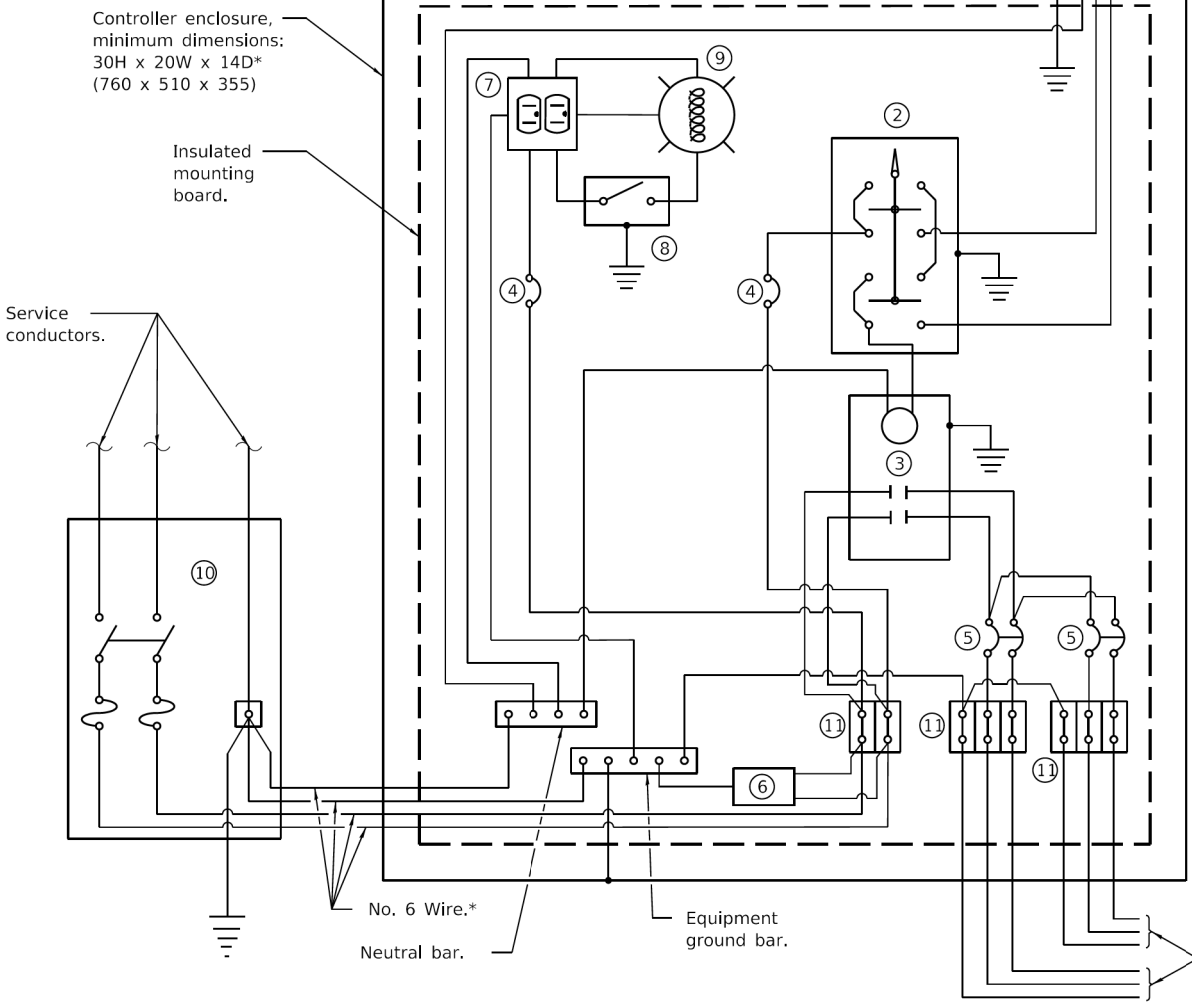 Controller enclosure,
minimum dimensions:
30H x 20W x 14D*
(760 x 510 x 355)
Insulated
mounting
board.
Service
conductors.
7
9
2
8
4
4
3
10
5
5
11
11
11
6
No. 6 Wire.*
Neutral bar.
Equipment
ground bar.